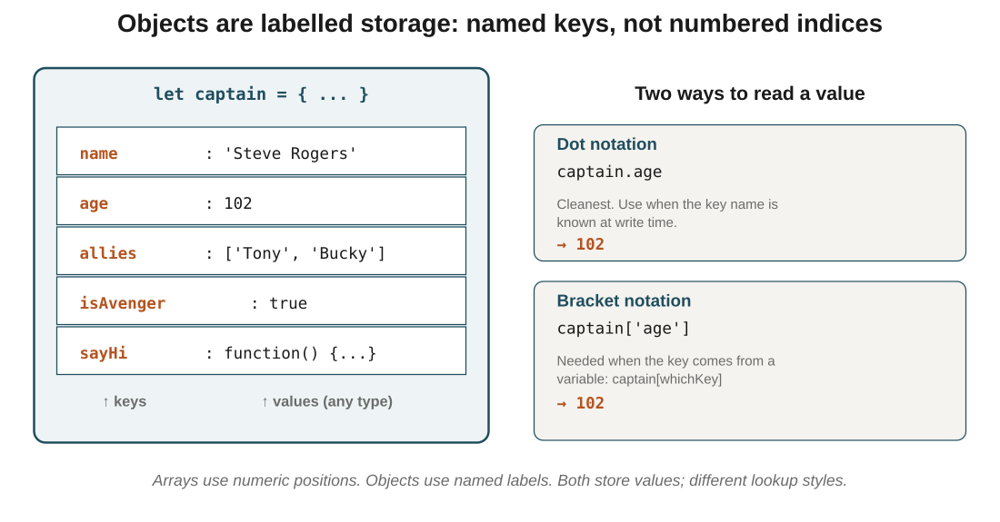 Objects are labelled storage: named keys, not numbered indices
let captain = { ... }
name : 'Steve Rogers'
age : 102
allies : ['Tony', 'Bucky']
isAvenger : true
sayHi : function() {...}
↑ keys ↑ values (any type)
Two ways to read a value
Dot notation
captain.age
Cleanest. Use when the key name is
known at write time.
→ 102
Bracket notation
captain['age']
Needed when the key comes from a
variable: captain[whichKey]
→ 102
Arrays use numeric positions. Objects use named labels. Both store values; different lookup styles.